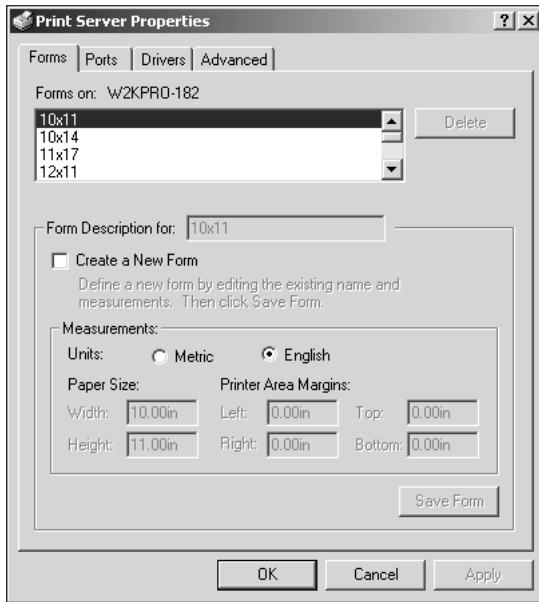 Print Server Properties
Forms Ports Drivers Advanced
Forms on: W2KPRO-182
10x11
10x14
11x17
12x11
Delete
Form Description for: 10x11
Create a New Form
Define a new form by editing the existing name and
measurements. Then click Save Form.
Measurements:
Units: Metric English
Paper Size: Printer Area Margins:
Width: 10.00in Left: 0.00in Top: 0.00in
Height: 11.00in Right: 0.00in Bottom: 0.00in
Save Form
OK Cancel Apply